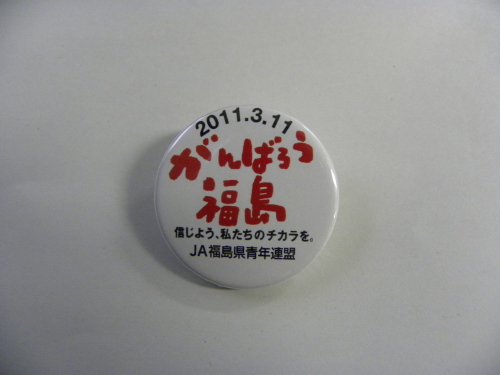 2011.3.11
がんばろう
福島
信じよう、私たちのチカラを。
JA福島県青年連盟